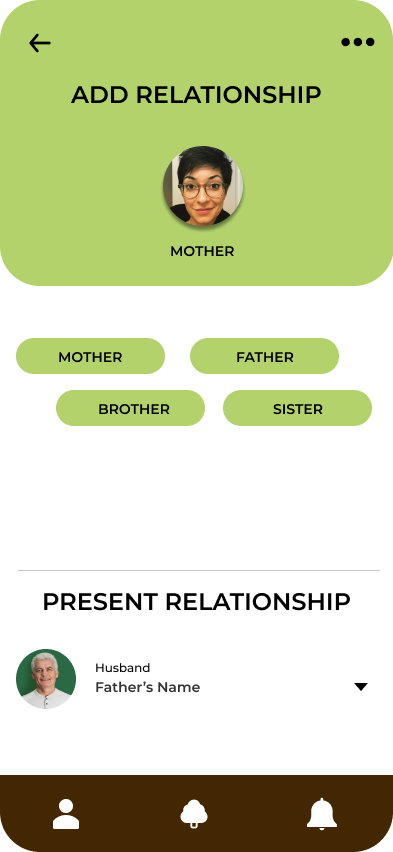 ADD RELATIONSHIP
MOTHER
MOTHER FATHER
BROTHER SISTER
PRESENT RELATIONSHIP
Husband
Father’s Name